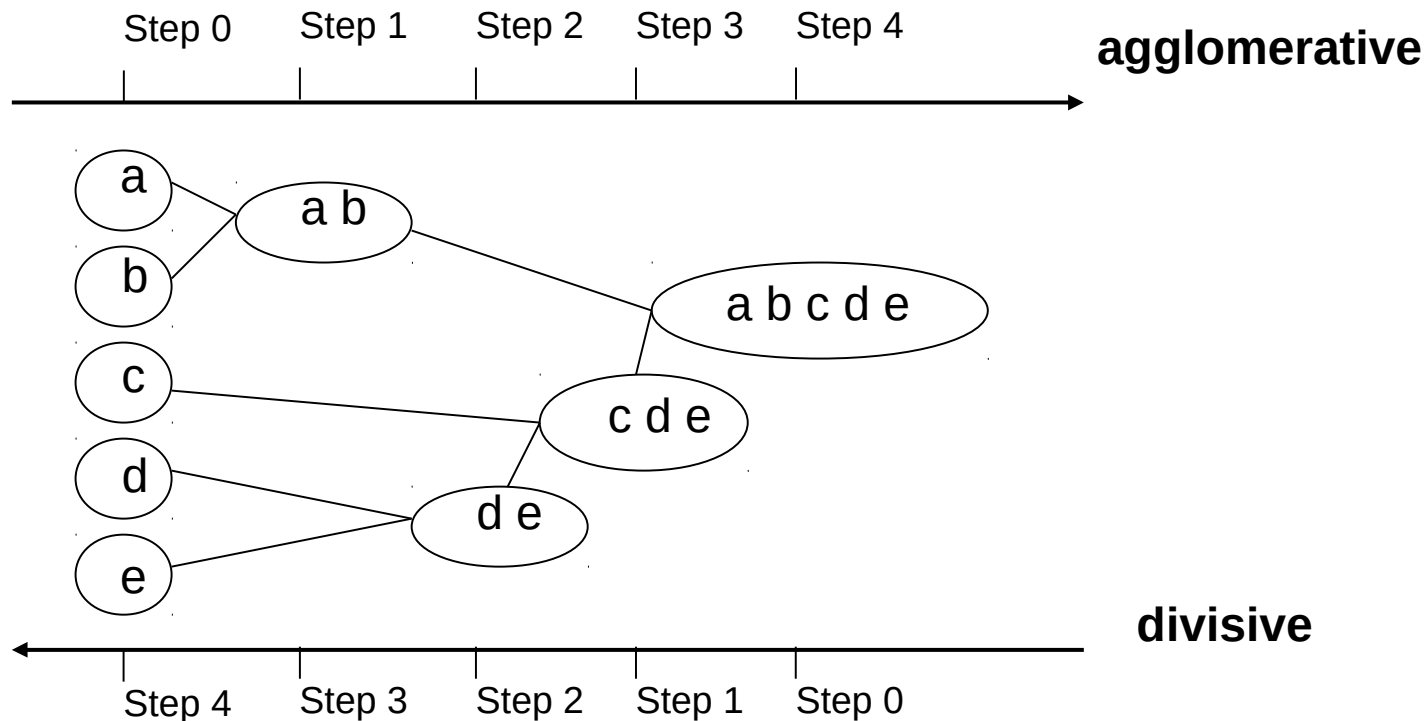 Step 0 Step 1 Step 2 Step 3 Step 4
agglomerative
a
a b
b
a b c d e
c
c d e
d
d e
e
divisive
Step 4 Step 3 Step 2 Step 1 Step 0